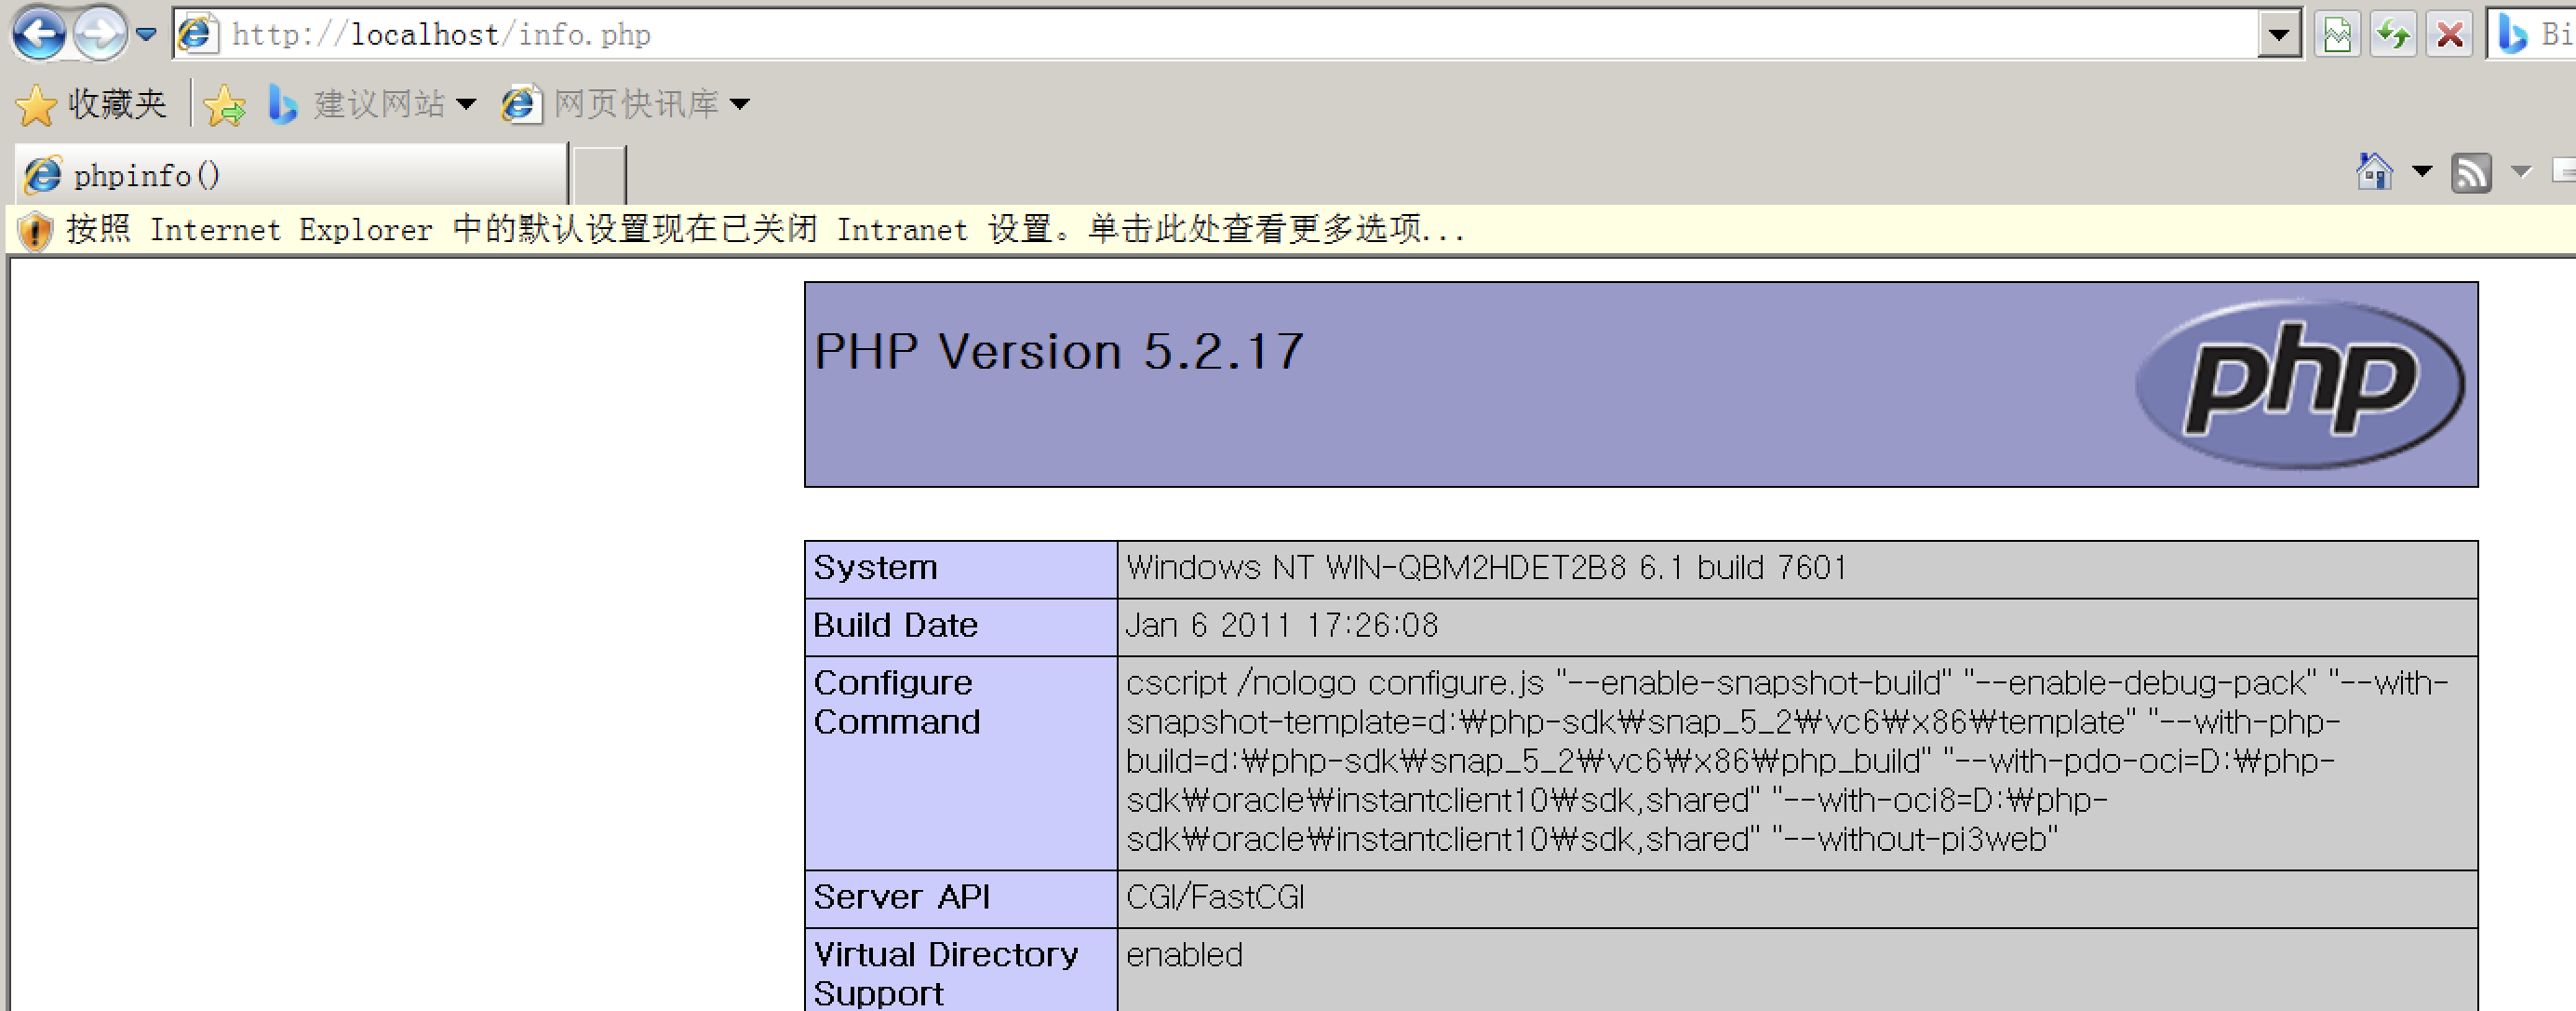 http://localhost/info.php
Bi
收藏夹
建议网站
网页快讯库
phpinfo()
按照 Internet Explorer 中的默认设置现在已关闭 Intranet 设置。单击此处查看更多选项...
PHP Version 5.2.17
php
System
Windows NT WIN-QBM2HDET2B8 6.1 build 7601
Build Date
Jan 6 2011 17:26:08
Configure
Command
cscript /nologo configure.js "--enable-snapshot-build" "--enable-debug-pack" "--with-
snapshot-template=d:₩php-sdk₩snap_5_2₩vc6₩x86₩template" "--with-php-
build=d:₩php-sdk₩snap_5_2₩vc6₩x86₩php_build" "--with-pdo-oci=D:₩php-
sdk₩oracle₩instantclient10₩sdk,shared" "--with-oci8=D:₩php-
sdk₩oracle₩instantclient10₩sdk,shared" "--without-pi3web"
Server API
CGI/FastCGI
Virtual Directory
Support
enabled